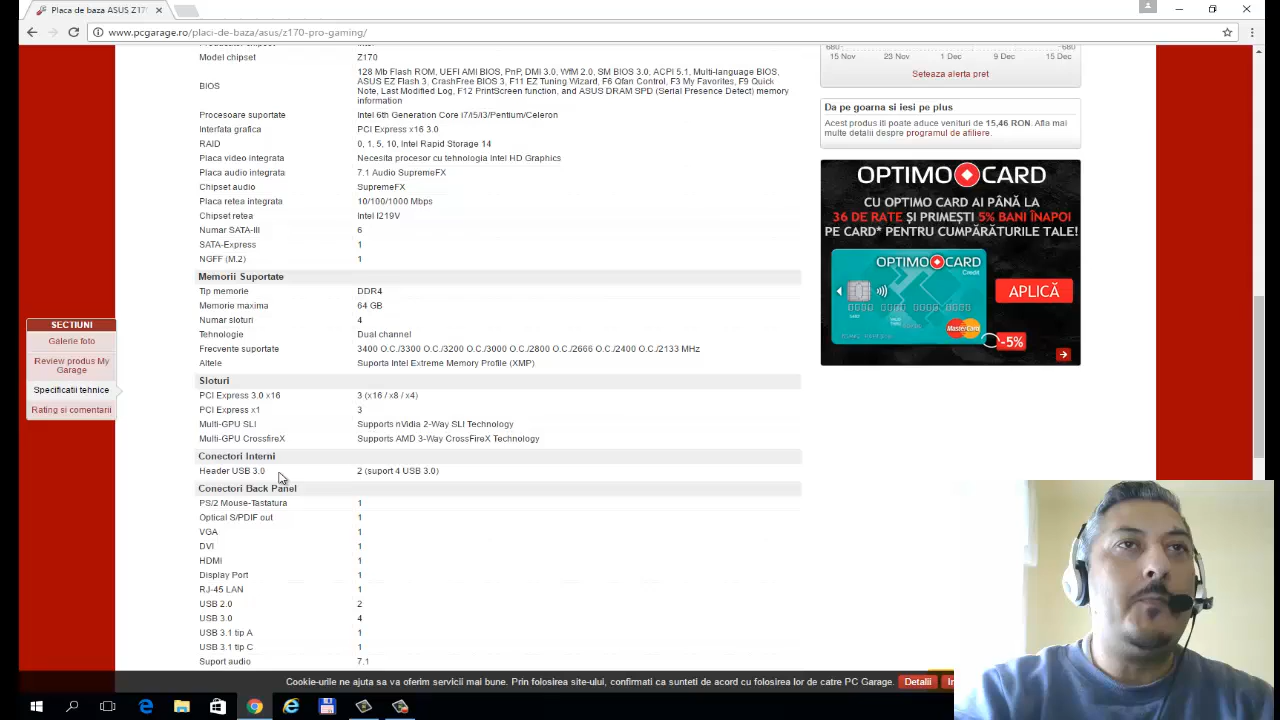 Placa de baza ASUS Z17
www.pcgarage.ro/placi-de-baza/asus/z170-pro-gaming/
Model chipset Z170
BIOS 128 Mb Flash ROM, UEFI AMI BIOS, PnP, DMI 3.0, WfM 2.0, SM BIOS 3.0, ACPI 5.1, Multi-language BIOS,
ASUS EZ Flash 3, CrashFree BIOS 3, F11 EZ Tuning Wizard, F6 Qfan Control, F3 My Favorites, F9 Quick
Note, Last Modified Log, F12 PrintScreen function, and ASUS DRAM SPD (Serial Presence Detect) memory
information
Procesoare suportate Intel 6th Generation Core i7/i5/i3/Pentium/Celeron
Interfata grafica PCI Express x16 3.0
RAID 0, 1, 5, 10, Intel Rapid Storage 14
Placa video integrata Necesita procesor cu tehnologia Intel HD Graphics
Placa audio integrata 7.1 Audio SupremeFX
Chipset audio SupremeFX
Placa retea integrata 10/100/1000 Mbps
Chipset retea Intel I219V
Numar SATA-III 6
SATA-Express 1
NGFF (M.2) 1
Memorii Suportate
Tip memorie DDR4
Memorie maxima 64 GB
Numar sloturi 4
Tehnologie Dual channel
Frecvente suportate 3400 O.C./3300 O.C./3200 O.C./3000 O.C./2800 O.C./2666 O.C./2400 O.C./2133 MHz
Altele Suporta Intel Extreme Memory Profile (XMP)
Sloturi
PCI Express 3.0 x16 3 (x16 / x8 / x4)
PCI Express x1 3
Multi-GPU SLI Supports nVidia 2-Way SLI Technology
Multi-GPU CrossfireX Supports AMD 3-Way CrossFireX Technology
Conectori Interni
Header USB 3.0 2 (suport 4 USB 3.0)
Conectori Back Panel
PS/2 Mouse-Tastatura 1
Optical S/PDIF out 1
VGA 1
DVI 1
HDMI 1
Display Port 1
RJ-45 LAN 1
USB 2.0 2
USB 3.0 4
USB 3.1 tip A 1
USB 3.1 tip C 1
Suport audio 7.1
SECTIUNI
Galerie foto
Review produs My
Garage
Specificatii tehnice
Rating si comentarii
680 680
15 Nov 23 Nov 1 Dec 9 Dec 15 Dec
Seteaza alerta pret
Da pe goarna si iesi pe plus
Acest produs iti poate aduce venituri de 15,46 RON. Afla mai
multe detalii despre programul de afiliere.
OPTIMO CARD
CU OPTIMO CARD AI PÂNĂ LA
36 DE RATE ȘI PRIMEȘTI 5% BANI ÎNAPOI
PE CARD* PENTRU CUMPĂRĂTURILE TALE!
OPTIMO CARD
Credit
MasterCard
APLICĂ
-5%
Cookie-urile ne ajuta sa va oferim servicii mai bune. Prin folosirea site-ului, confirmati ca sunteti de acord cu folosirea lor de catre PC Garage. Detalii